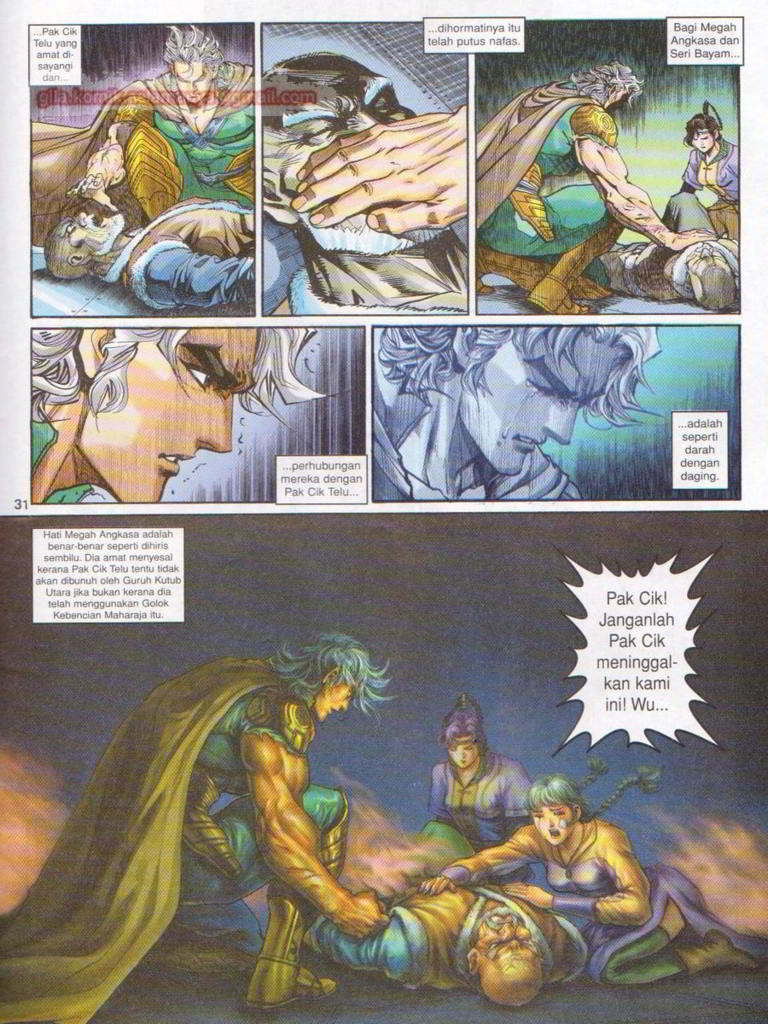 ...Pak Cik
Telu yang
amat di-
sayangi
dan...
...dihormatinya itu
telah putus nafas.
Bagi Megah
Angkasa dan
Seri Bayam...
...perhubungan
mereka dengan
Pak Cik Telu...
...adalah
seperti
darah
dengan
daging.
31
Hati Megah Angkasa adalah
benar-benar seperti dihiris
sembilu. Dia amat menyesal
kerana Pak Cik Telu tentu tidak
akan dibunuh oleh Guruh Kutub
Utara jika bukan kerana dia
telah menggunakan Golok
Kebencian Maharaja itu.
Pak Cik!
Janganlah
Pak Cik
meninggal-
kan kami
ini! Wu...